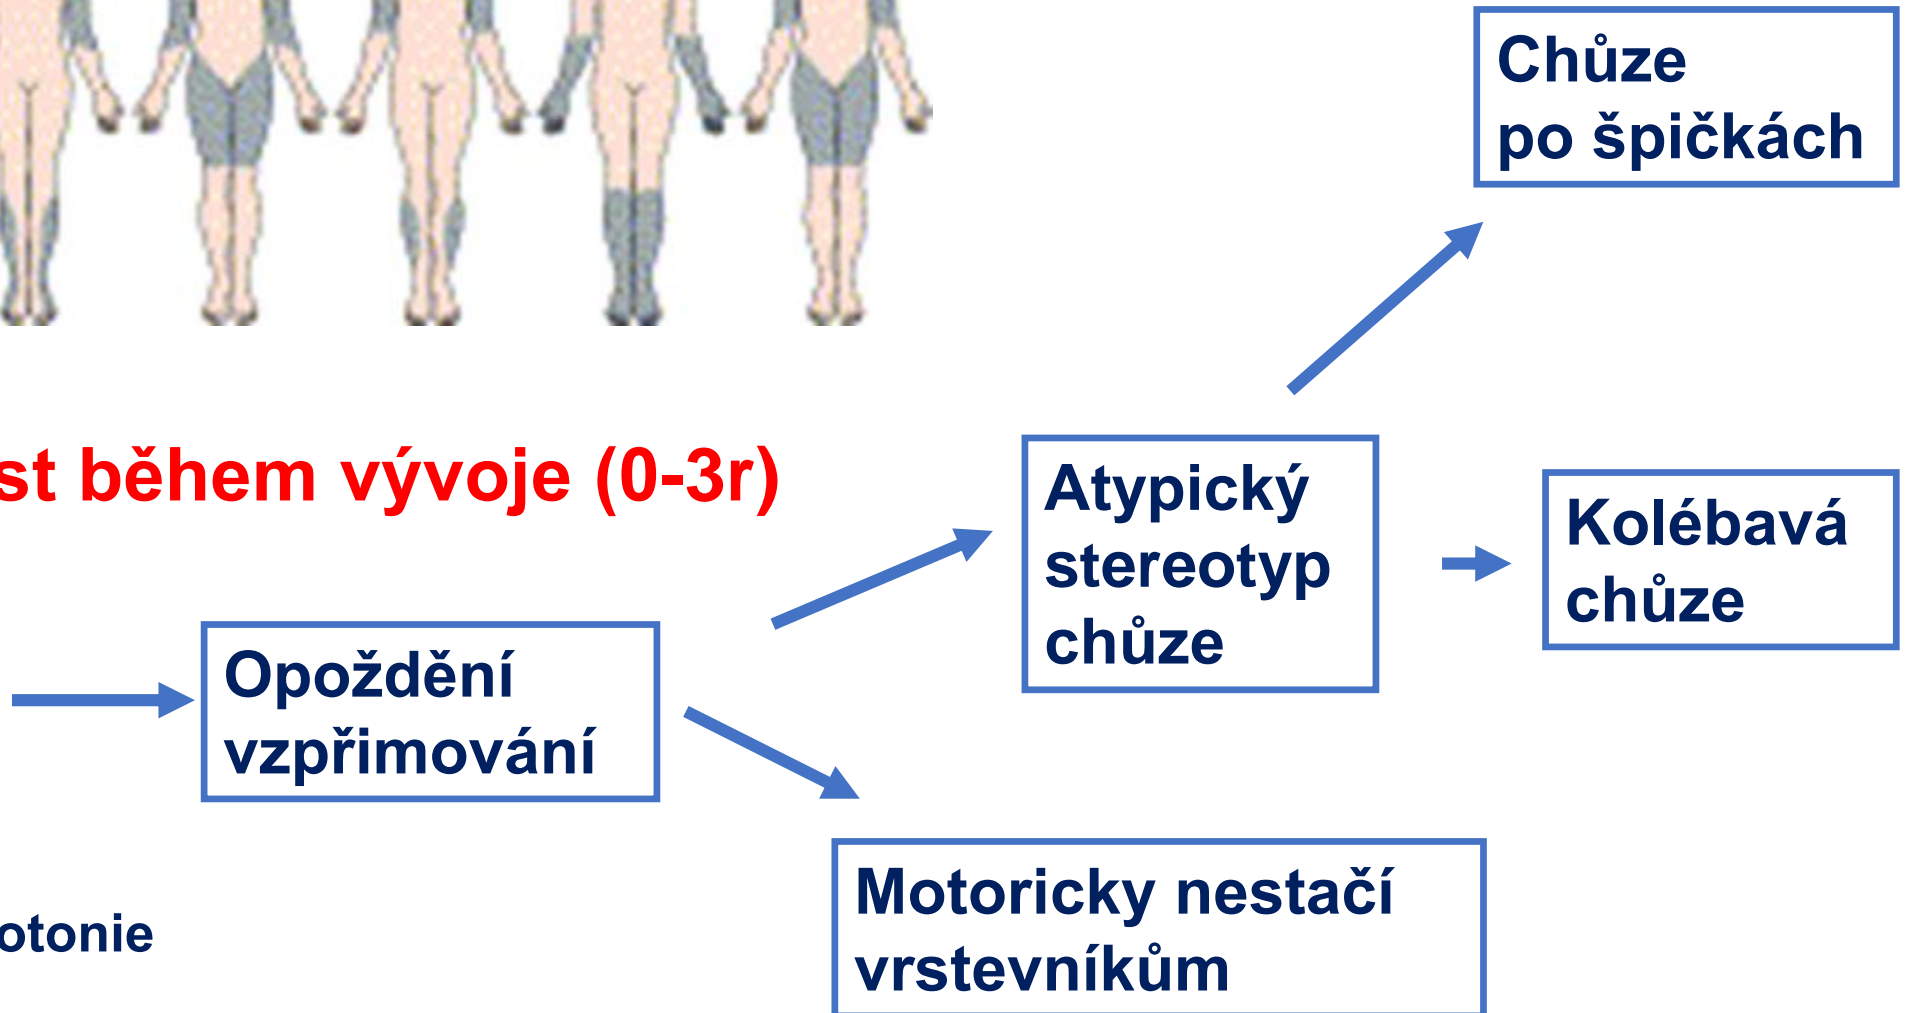 Chůze
po špičkách
st během vývoje (0-3r)
Atypický
stereotyp
chůze
Kolébavá
chůze
Opoždění
vzpřimování
Motoricky nestačí
vrstevníkům
otonie